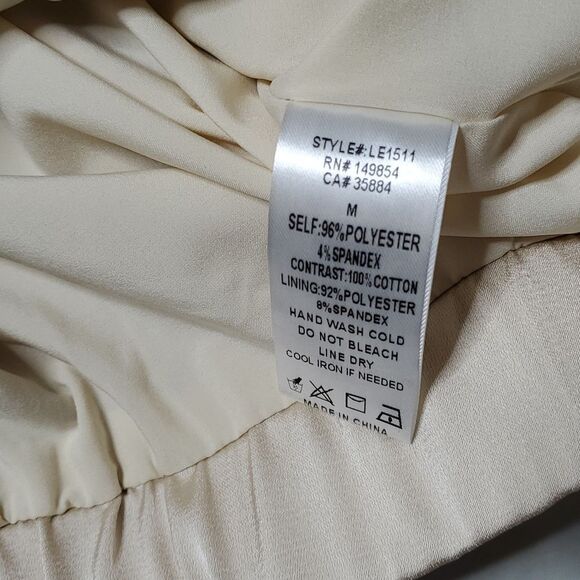 STYLE#:LE1511
RN# 149854
CA# 35884
M
SELF:96%POLYESTER
4%SPANDEX
CONTRAST:100%COTTON
LINING:92%POLYESTER
8%SPANDEX
HAND WASH COLD
DO NOT BLEACH
LINE DRY
COOL IRON IF NEEDED
MADE IN CHINA